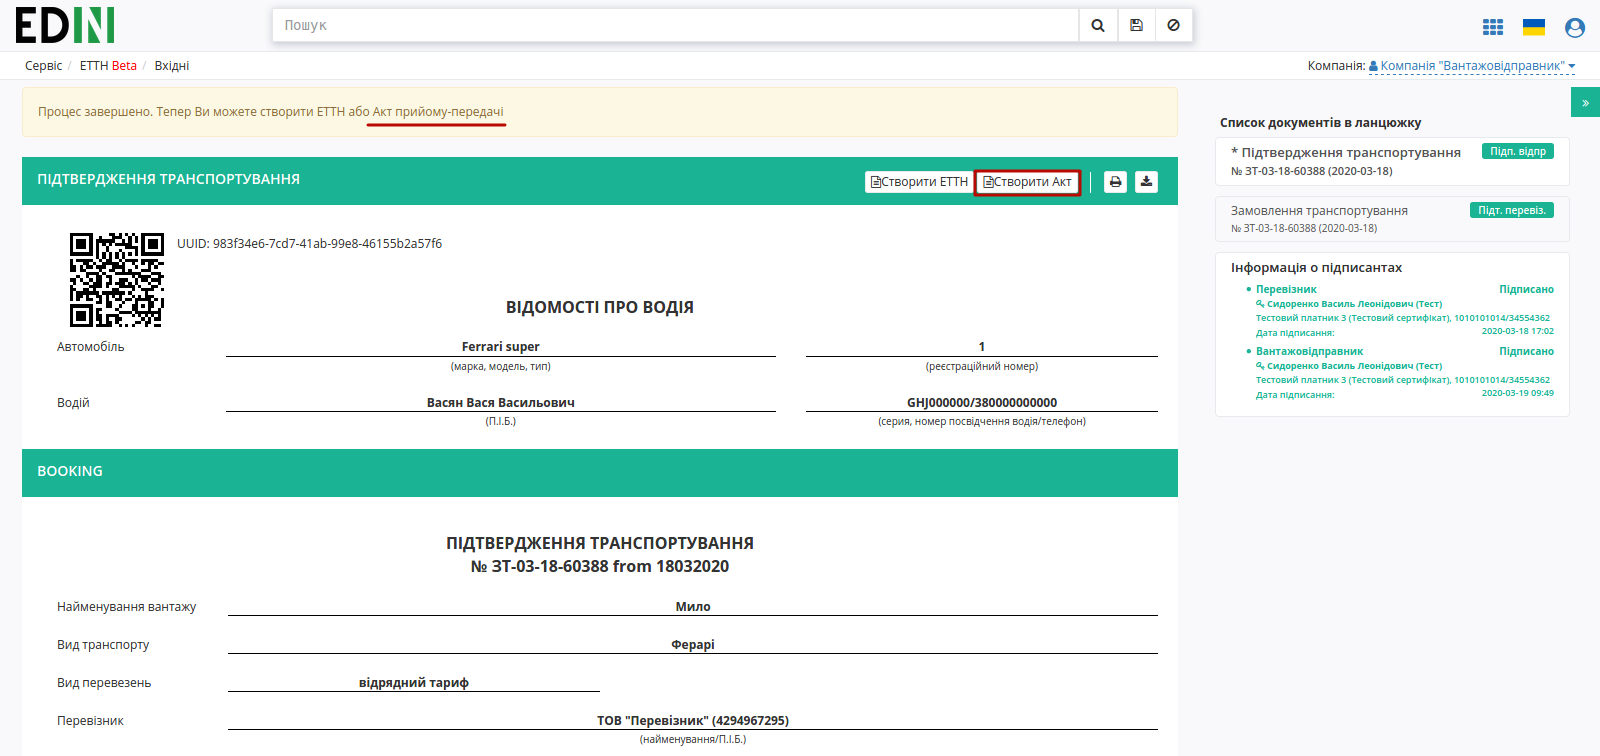 EDIN
Пошук
Сервіс / ЕТТН Beta / Вхідні
Компанія: Компанія "Вантажовідправник"
Процес завершено. Тепер Ви можете створити ЕТТН або Акт прийому-передачі
»
ПІДТВЕРДЖЕННЯ ТРАНСПОРТУВАННЯ
Створити ЕТТН
Створити Акт
UUID: 983f34e6-7cd7-41ab-99e8-46155b2a57f6
ВІДОМОСТІ ПРО ВОДІЯ
Автомобіль Ferrari super 1
(марка, модель, тип) (реєстраційний номер)
Водій Васян Вася Васильович GHJ000000/380000000000
(П.І.Б.) (серия, номер посвідчення водія/телефон)
BOOKING
ПІДТВЕРДЖЕННЯ ТРАНСПОРТУВАННЯ
№ ЗТ-03-18-60388 from 18032020
Найменування вантажу Мило
Вид транспорту Ферарі
Вид перевезень відрядний тариф
Перевізник ТОВ "Перевізник" (4294967295)
(найменування/П.І.Б.)
Список документів в ланцюжку
* Підтвердження транспортування Підп. відпр
№ ЗТ-03-18-60388 (2020-03-18)
Замовлення транспортування Підт. перевіз.
№ ЗТ-03-18-60388 (2020-03-18)
Інформація о підписантах
• Перевізник Підписано
Сидоренко Василь Леонідович (Тест)
Тестовий платник 3 (Тестовий сертифікат), 1010101014/34554362
Дата підписання: 2020-03-18 17:02
• Вантажовідправник Підписано
Сидоренко Василь Леонідович (Тест)
Тестовий платник 3 (Тестовий сертифікат), 1010101014/34554362
Дата підписання: 2020-03-19 09:49